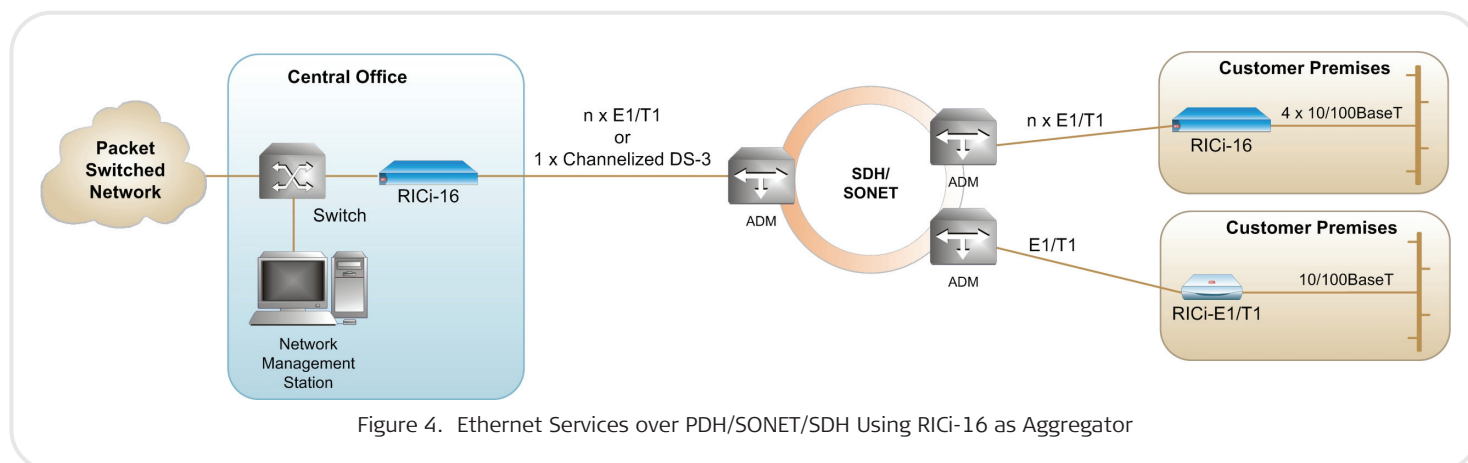 Central Office
Packet
Switched
Network
Switch
RICi-16
Network
Management
Station
n x E1/T1
or
1 x Channelized DS-3
ADM
SDH/
SONET
ADM
ADM
n x E1/T1
E1/T1
Customer Premises
4 x 10/100BaseT
RICi-16
Customer Premises
10/100BaseT
RICi-E1/T1
Figure 4. Ethernet Services over PDH/SONET/SDH Using RICi-16 as Aggregator